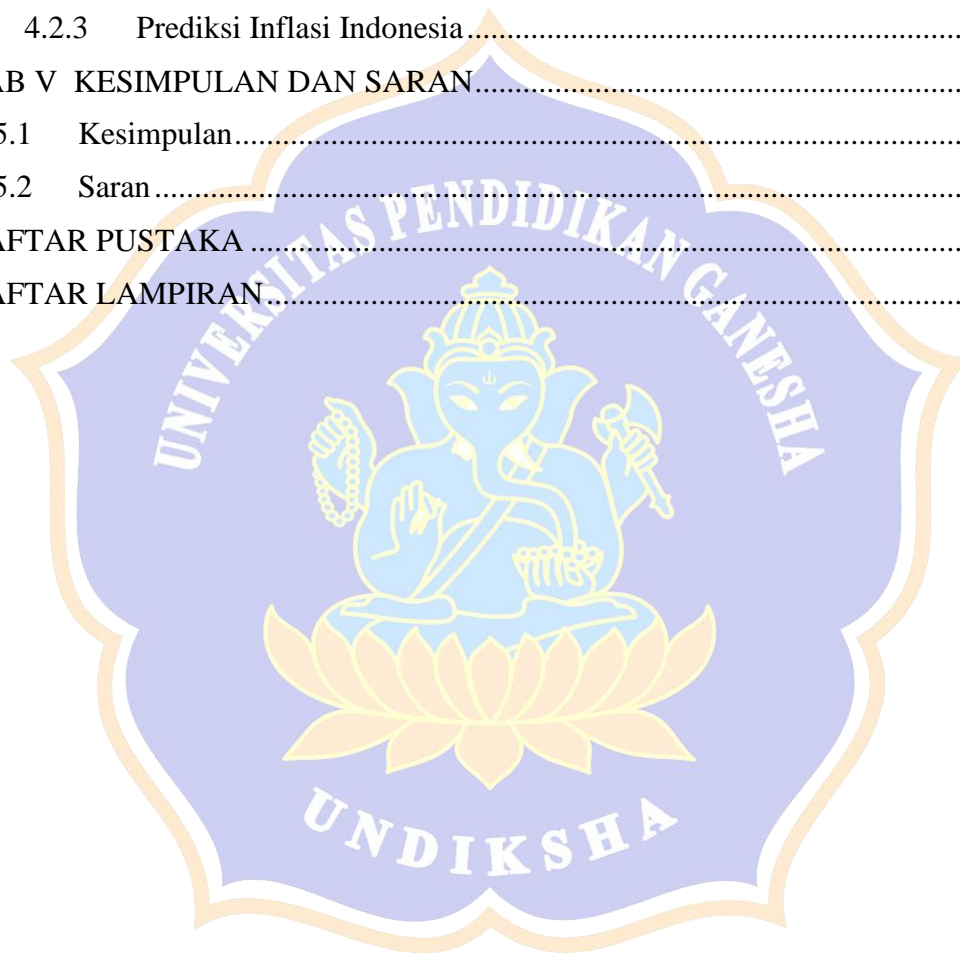 4.2.3 Prediksi Inflasi Indonesia........................................................
AB V KESIMPULAN DAN SARAN........................................................
5.1 Kesimpulan........................................................
5.2 Saran........................................................
AFTAR PUSTAKA........................................................
AFTAR LAMPIRAN........................................................
UNIVERSITAS PENDIDIKAN GANESHA
UNDIKSHA